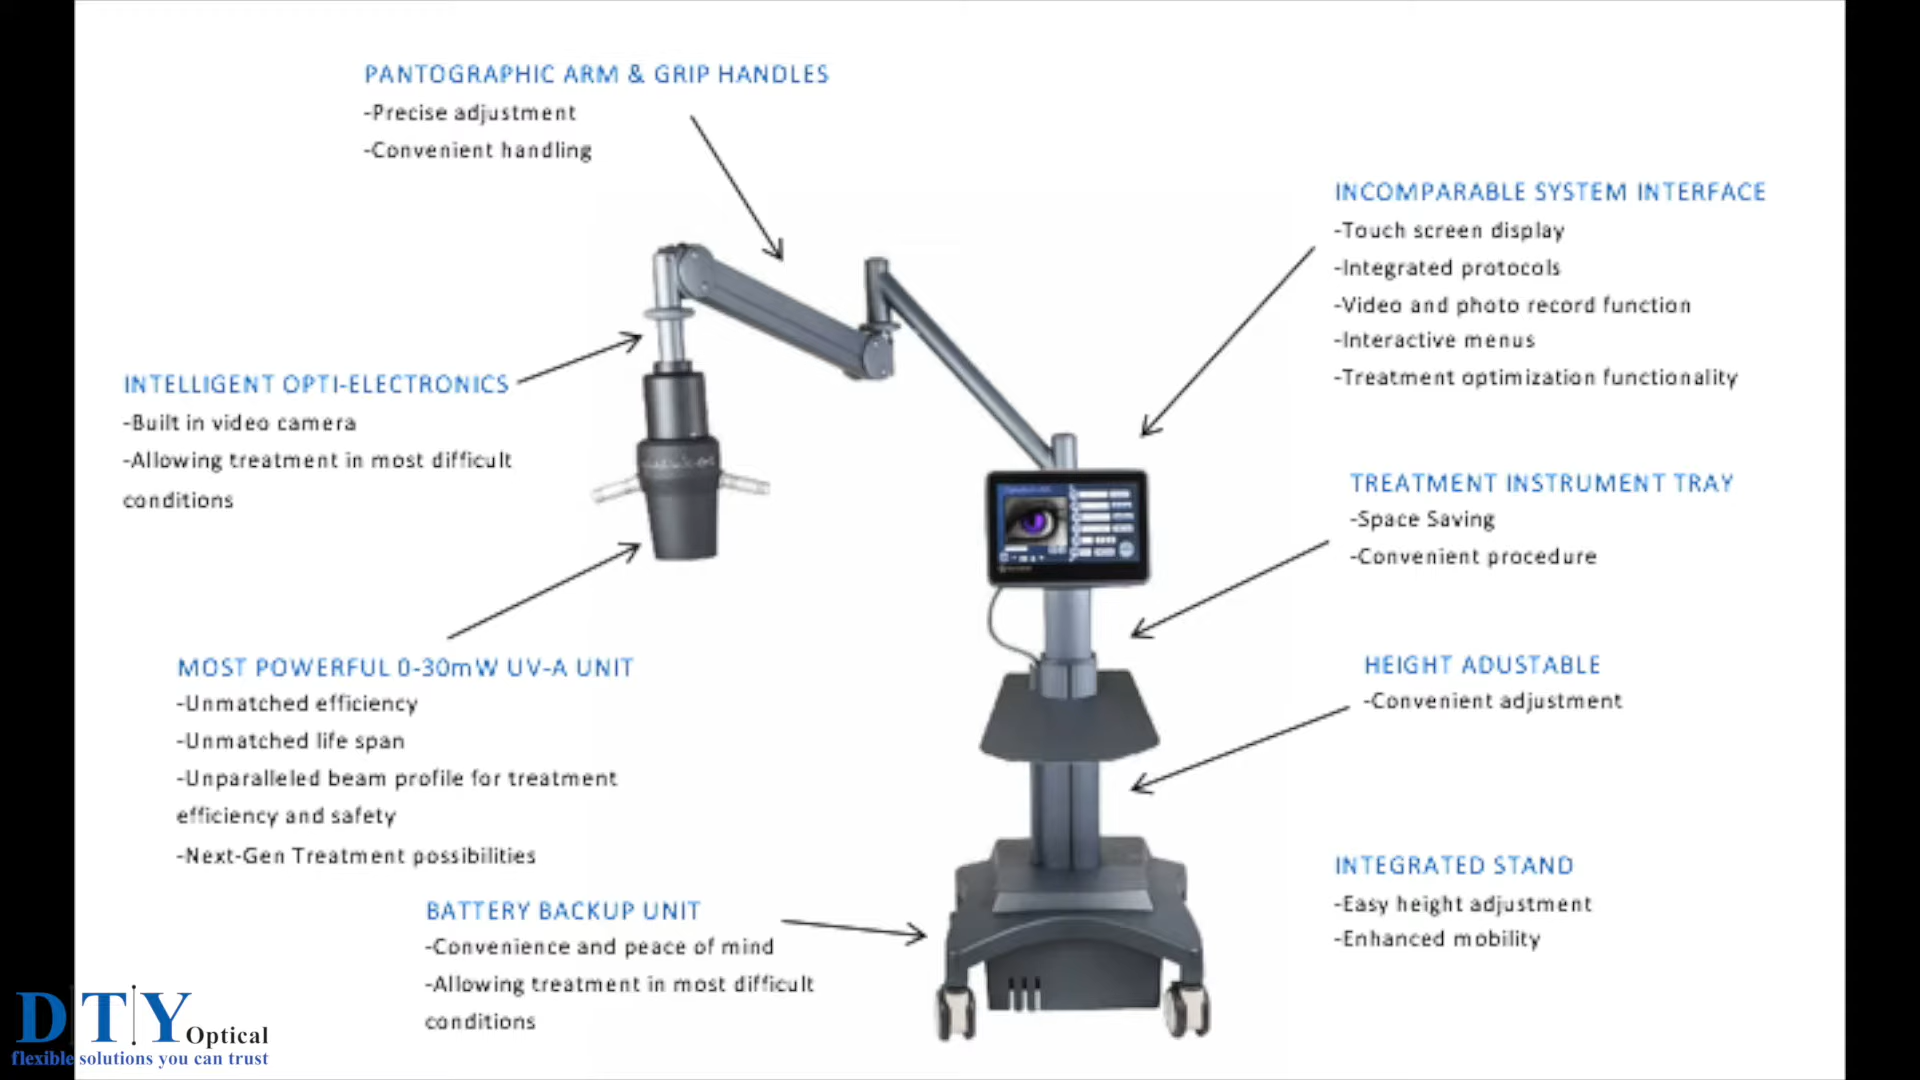 PANTOGRAPHIC ARM & GRIP HANDLES
-Precise adjustment
-Convenient handling
INCOMPARABLE SYSTEM INTERFACE
-Touch screen display
-Integrated protocols
-Video and photo record function
-Interactive menus
-Treatment optimization functionality
INTELLIGENT OPTI-ELECTRONICS
-Built in video camera
-Allowing treatment in most difficult
conditions
TREATMENT INSTRUMENT TRAY
-Space Saving
-Convenient procedure
MOST POWERFUL 0-30mW UV-A UNIT
-Unmatched efficiency
-Unmatched life span
-Unparalleled beam profile for treatment
efficiency and safety
-Next-Gen Treatment possibilities
HEIGHT ADUSTABLE
-Convenient adjustment
INTEGRATED STAND
-Easy height adjustment
-Enhanced mobility
BATTERY BACKUP UNIT
-Convenience and peace of mind
-Allowing treatment in most difficult
conditions
DTY Optical
flexible solutions you can trust